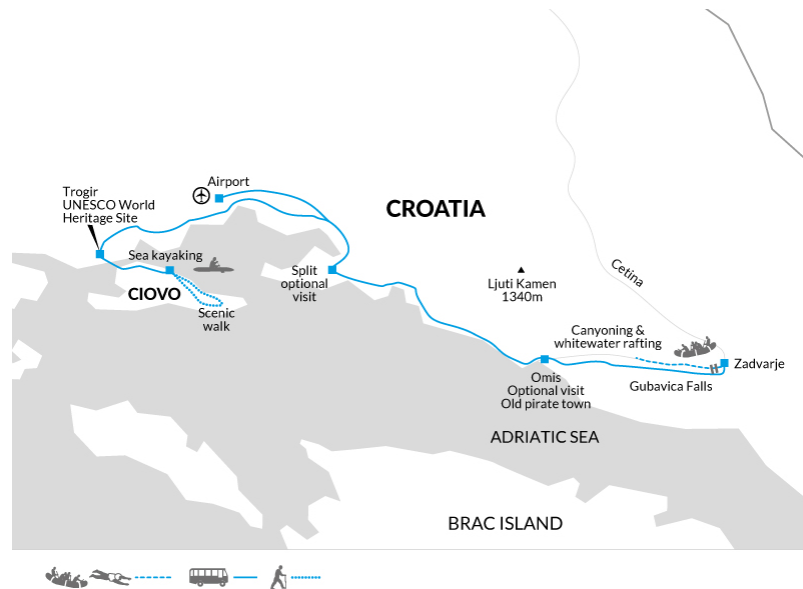 Airport
Trogir
UNESCO World
Heritage Site
CROATIA
Sea kayaking
Split
optional
visit
Cetina
Ljuti Kamen
1340m
CIOVO
Scenic
walk
Canyoning &
whitewater rafting
Zadvarje
Omis
Optional visit
Old pirate town
Gubavica Falls
ADRIATIC SEA
BRAC ISLAND